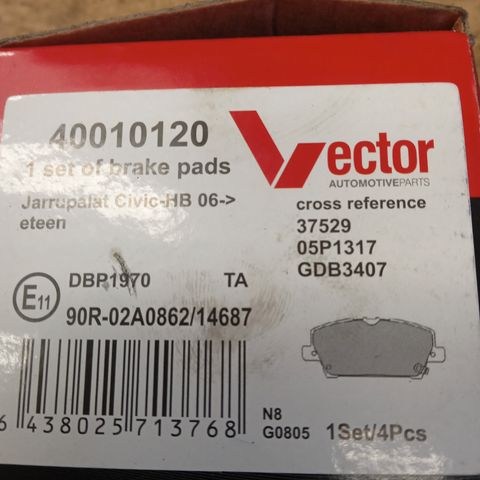 40010120
1 set of brake pads
Jarrupalat Civic-HB 06->
eteen
Vector
AUTOMOTIVEPARTS
cross reference
37529
05P1317
GDB3407
E11
DBP1970 TA
90R-02A0862/14687
6 438025 713768
N8
G0805
1Set/4Pcs